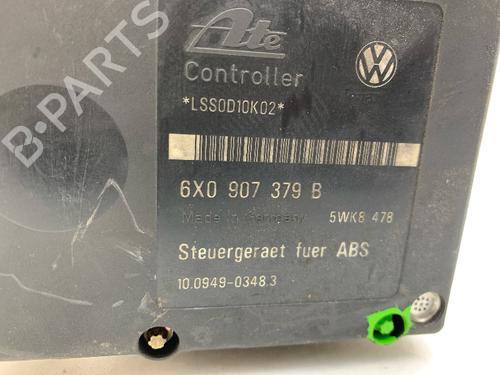 Ate
Controller
*LSS0D10K02*
6X0 907 379 B
Made in Germany 5WK8 478
Steuergeraet fuer ABS
10.0949-0348.3
B-PARTS